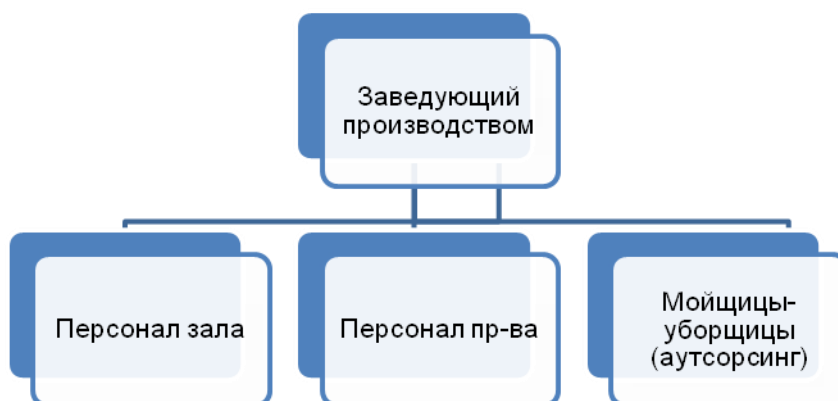 Заведующий
производством
Персонал зала
Персонал пр-ва
Мойщицы-
уборщицы
(аутсорсинг)